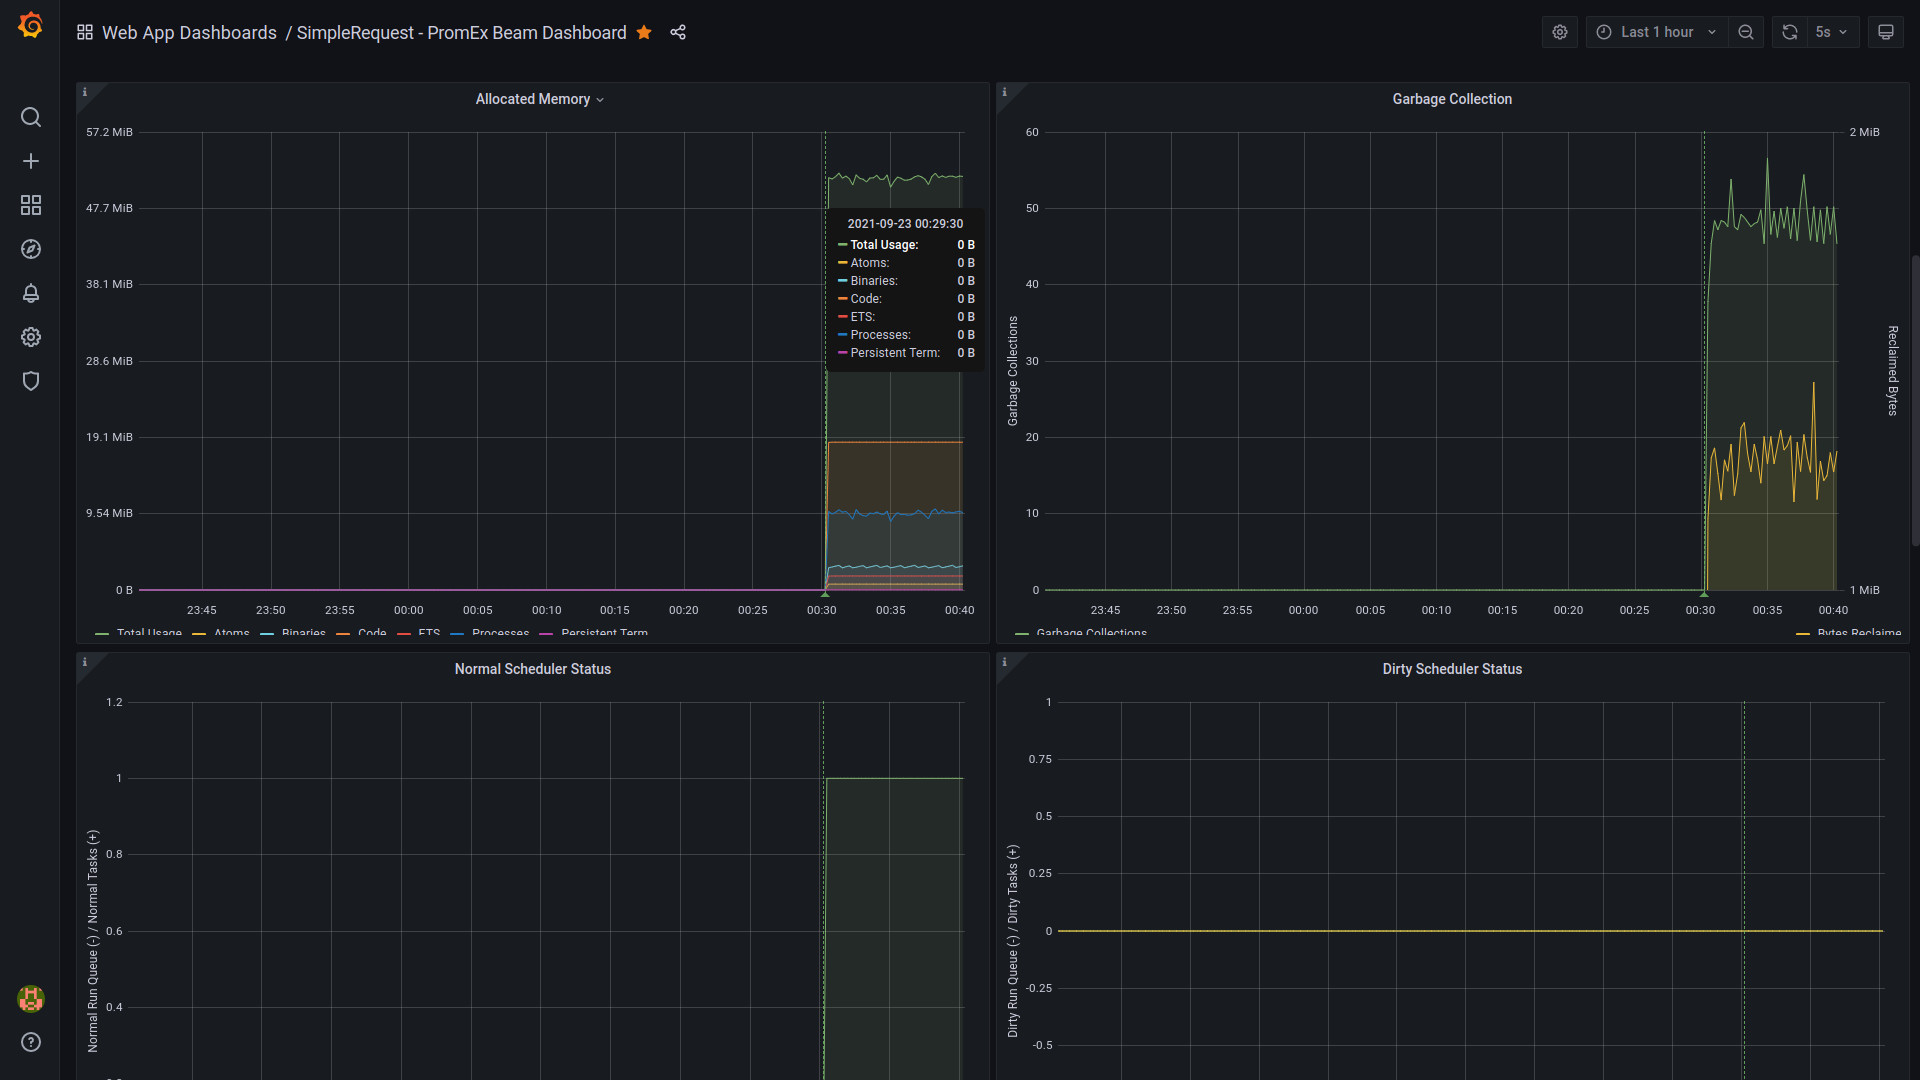 Web App Dashboards / SimpleRequest - PromEx Beam Dashboard
Last 1 hour
5s
Allocated Memory
57.2 MiB
47.7 MiB
38.1 MiB
28.6 MiB
19.1 MiB
9.54 MiB
0 B
2021-09-23 00:29:30
Total Usage: 0 B
Atoms: 0 B
Binaries: 0 B
Code: 0 B
ETS: 0 B
Processes: 0 B
Persistent Term: 0 B
23:45 23:50 23:55 00:00 00:05 00:10 00:15 00:20 00:25 00:30 00:35 00:40
Total Usage Atoms Binaries Code ETS Processes Persistent Term
Garbage Collection
60
50
40
30
20
10
0
Garbage Collections
2 MiB
1 MiB
Reclaimed Bytes
23:45 23:50 23:55 00:00 00:05 00:10 00:15 00:20 00:25 00:30 00:35 00:40
Garbage Collections Bytes Reclaime
Normal Scheduler Status
1.2
1
0.8
0.6
0.4
Normal Run Queue (-) / Normal Tasks (+)
Dirty Scheduler Status
1
0.75
0.5
0.25
0
-0.25
-0.5
Dirty Run Queue (-) / Dirty Tasks (+)